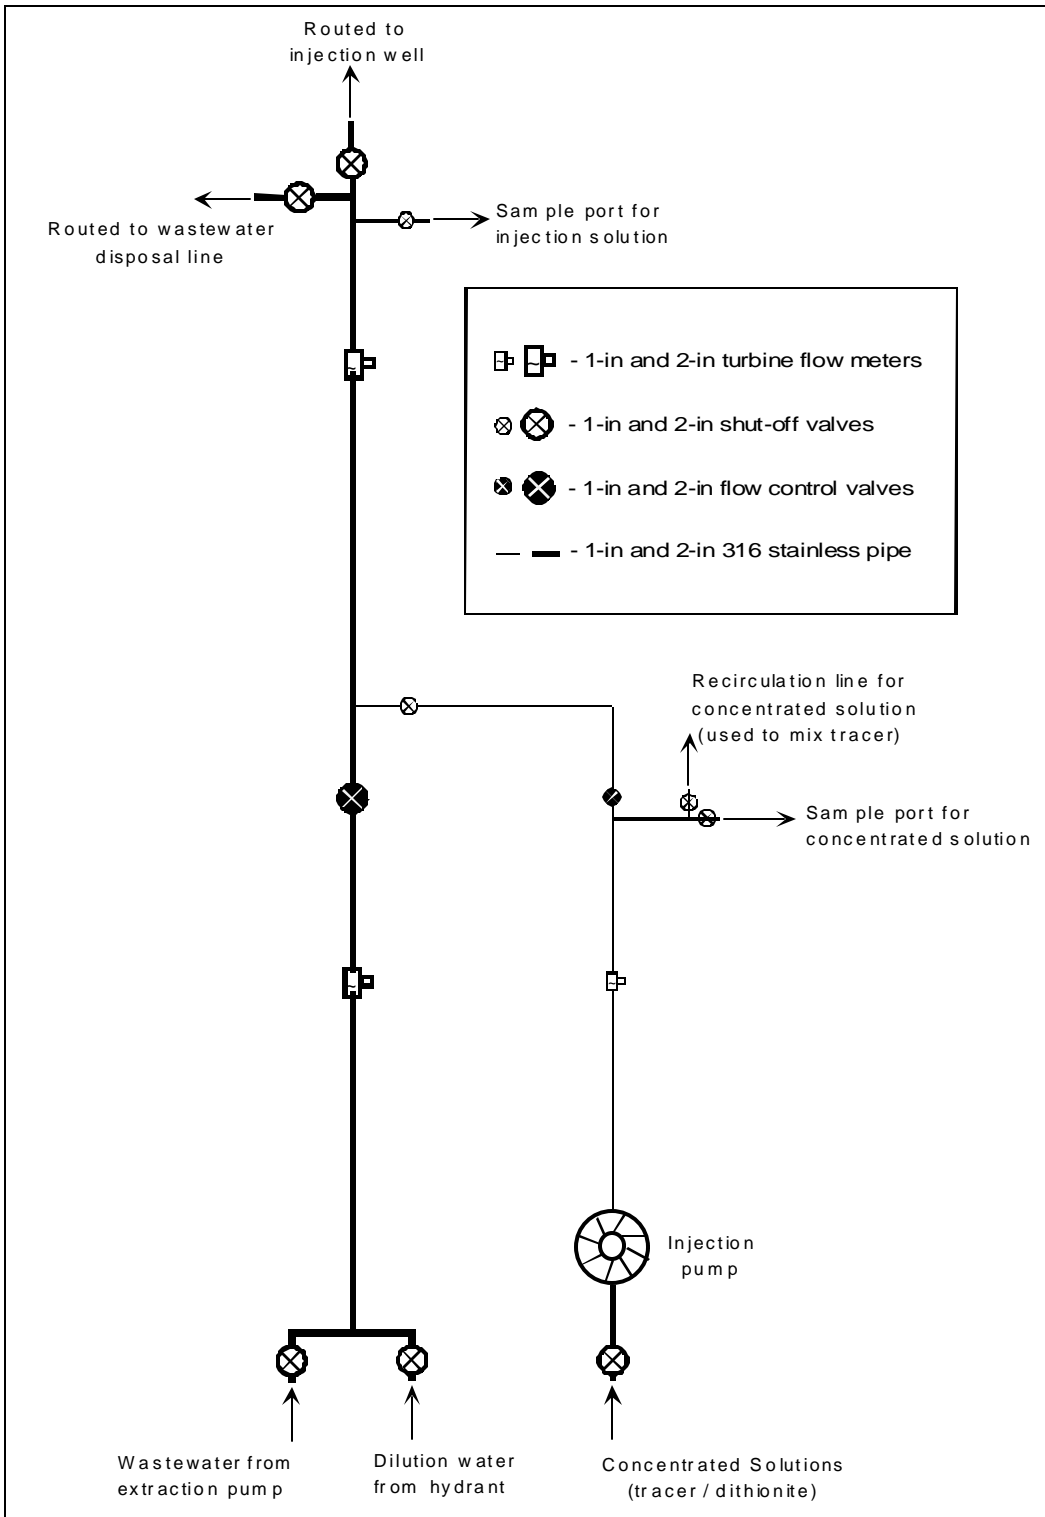 Routed to
injection well
Routed to wastewater
disposal line
Sample port for
injection solution
- 1-in and 2-in turbine flow meters
- 1-in and 2-in shut-off valves
- 1-in and 2-in flow control valves
- 1-in and 2-in 316 stainless pipe
Recirculation line for
concentrated solution
(used to mix tracer)
Sample port for
concentrated solution
Injection
pump
Wastewater from
extraction pump
Dilution water
from hydrant
Concentrated Solutions
(tracer / dithionite)